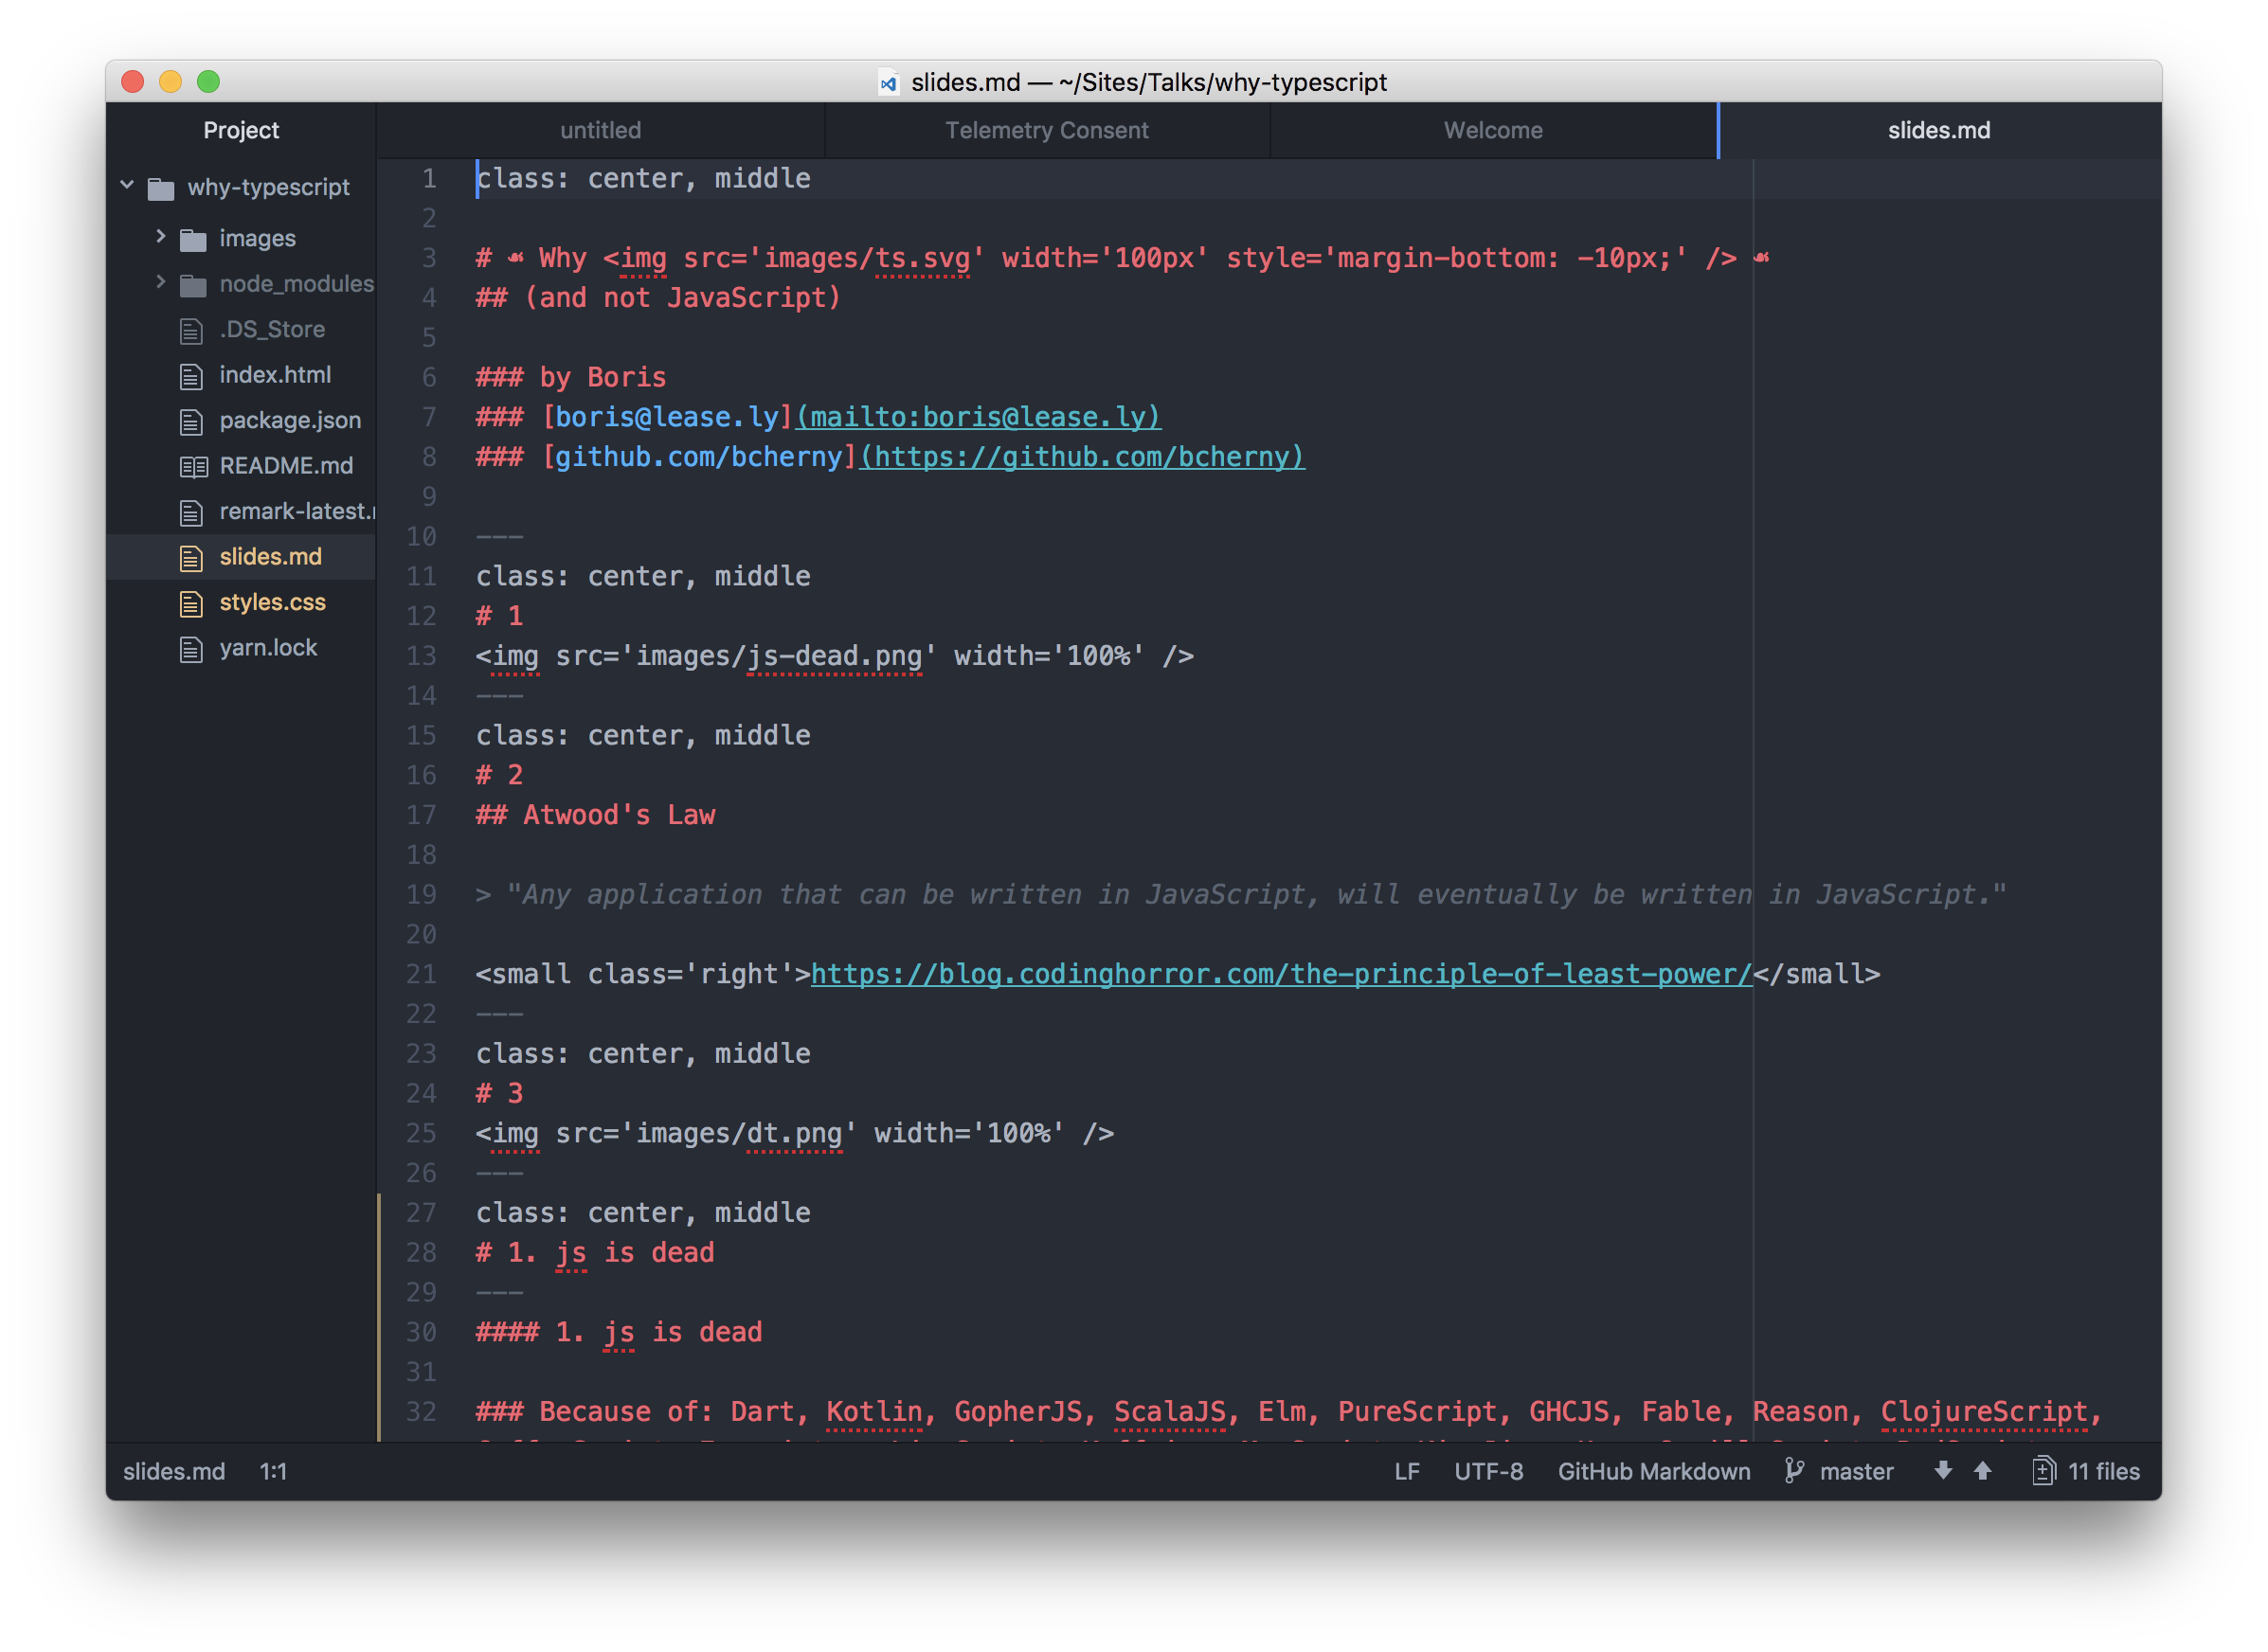 slides.md — ~/Sites/Talks/why-typescript
Project
untitled
Telemetry Consent
Welcome
slides.md
why-typescript
images
node_modules
.DS_Store
index.html
package.json
README.md
remark-latest.
slides.md
styles.css
yarn.lock
1 class: center, middle
2
3 # ☙ Why <img src='images/ts.svg' width='100px' style='margin-bottom: -10px;' /> ☙
4 ## (and not JavaScript)
5
6 ### by Boris
7 ### [boris@lease.ly](mailto:boris@lease.ly)
8 ### [github.com/bcherny](https://github.com/bcherny)
9
10 ---
11 class: center, middle
12 # 1
13 <img src='images/js-dead.png' width='100%' />
14 ---
15 class: center, middle
16 # 2
17 ## Atwood's Law
18
19 > "Any application that can be written in JavaScript, will eventually be written in JavaScript."
20
21 <small class='right'>https://blog.codinghorror.com/the-principle-of-least-power/</small>
22 ---
23 class: center, middle
24 # 3
25 <img src='images/dt.png' width='100%' />
26 ---
27 class: center, middle
28 # 1. js is dead
29 ---
30 #### 1. js is dead
31
32 ### Because of: Dart, Kotlin, GopherJS, ScalaJS, Elm, PureScript, GHCJS, Fable, Reason, ClojureScript,
slides.md 1:1
LF UTF-8 GitHub Markdown master 11 files